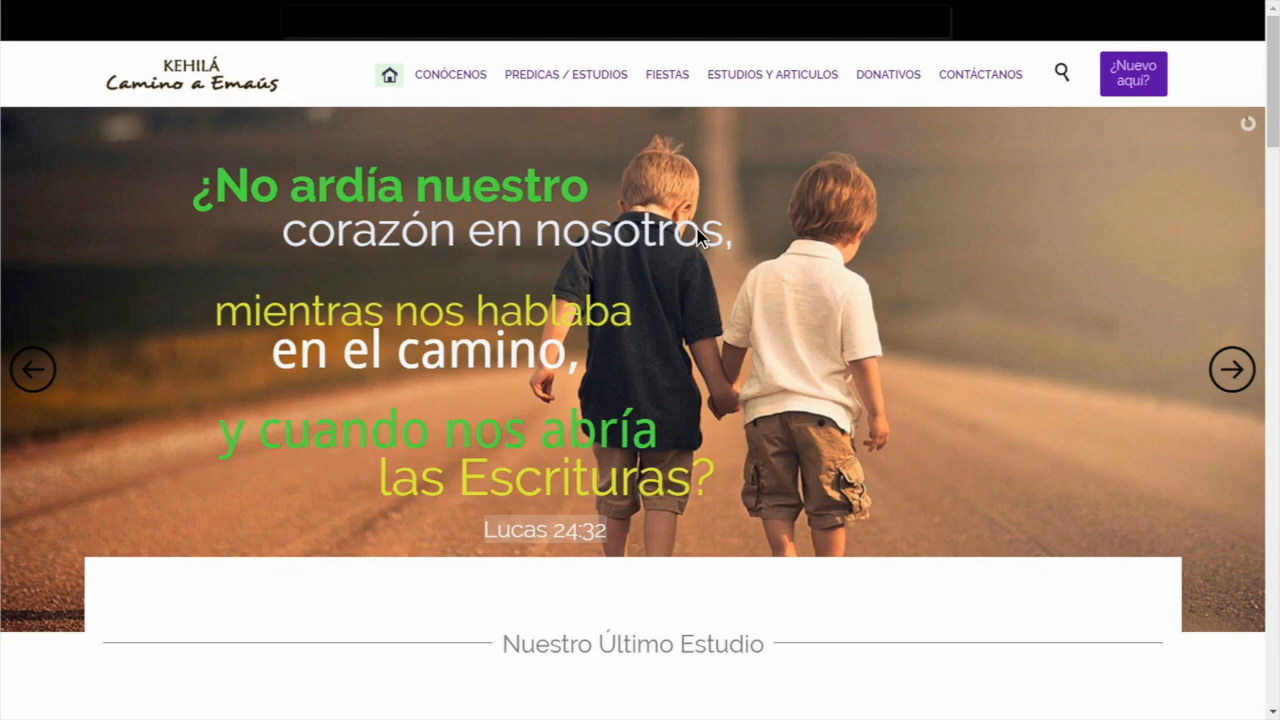 KEHILÁ
Camino a Emaús
CONÓCENOS PREDICAS / ESTUDIOS FIESTAS ESTUDIOS Y ARTICULOS DONATIVOS CONTÁCTANOS
¿Nuevo
aquí?
¿No ardía nuestro
corazón en nosotros,
mientras nos hablaba
en el camino,
y cuando nos abría
las Escrituras?
Lucas 24:32
Nuestro Último Estudio